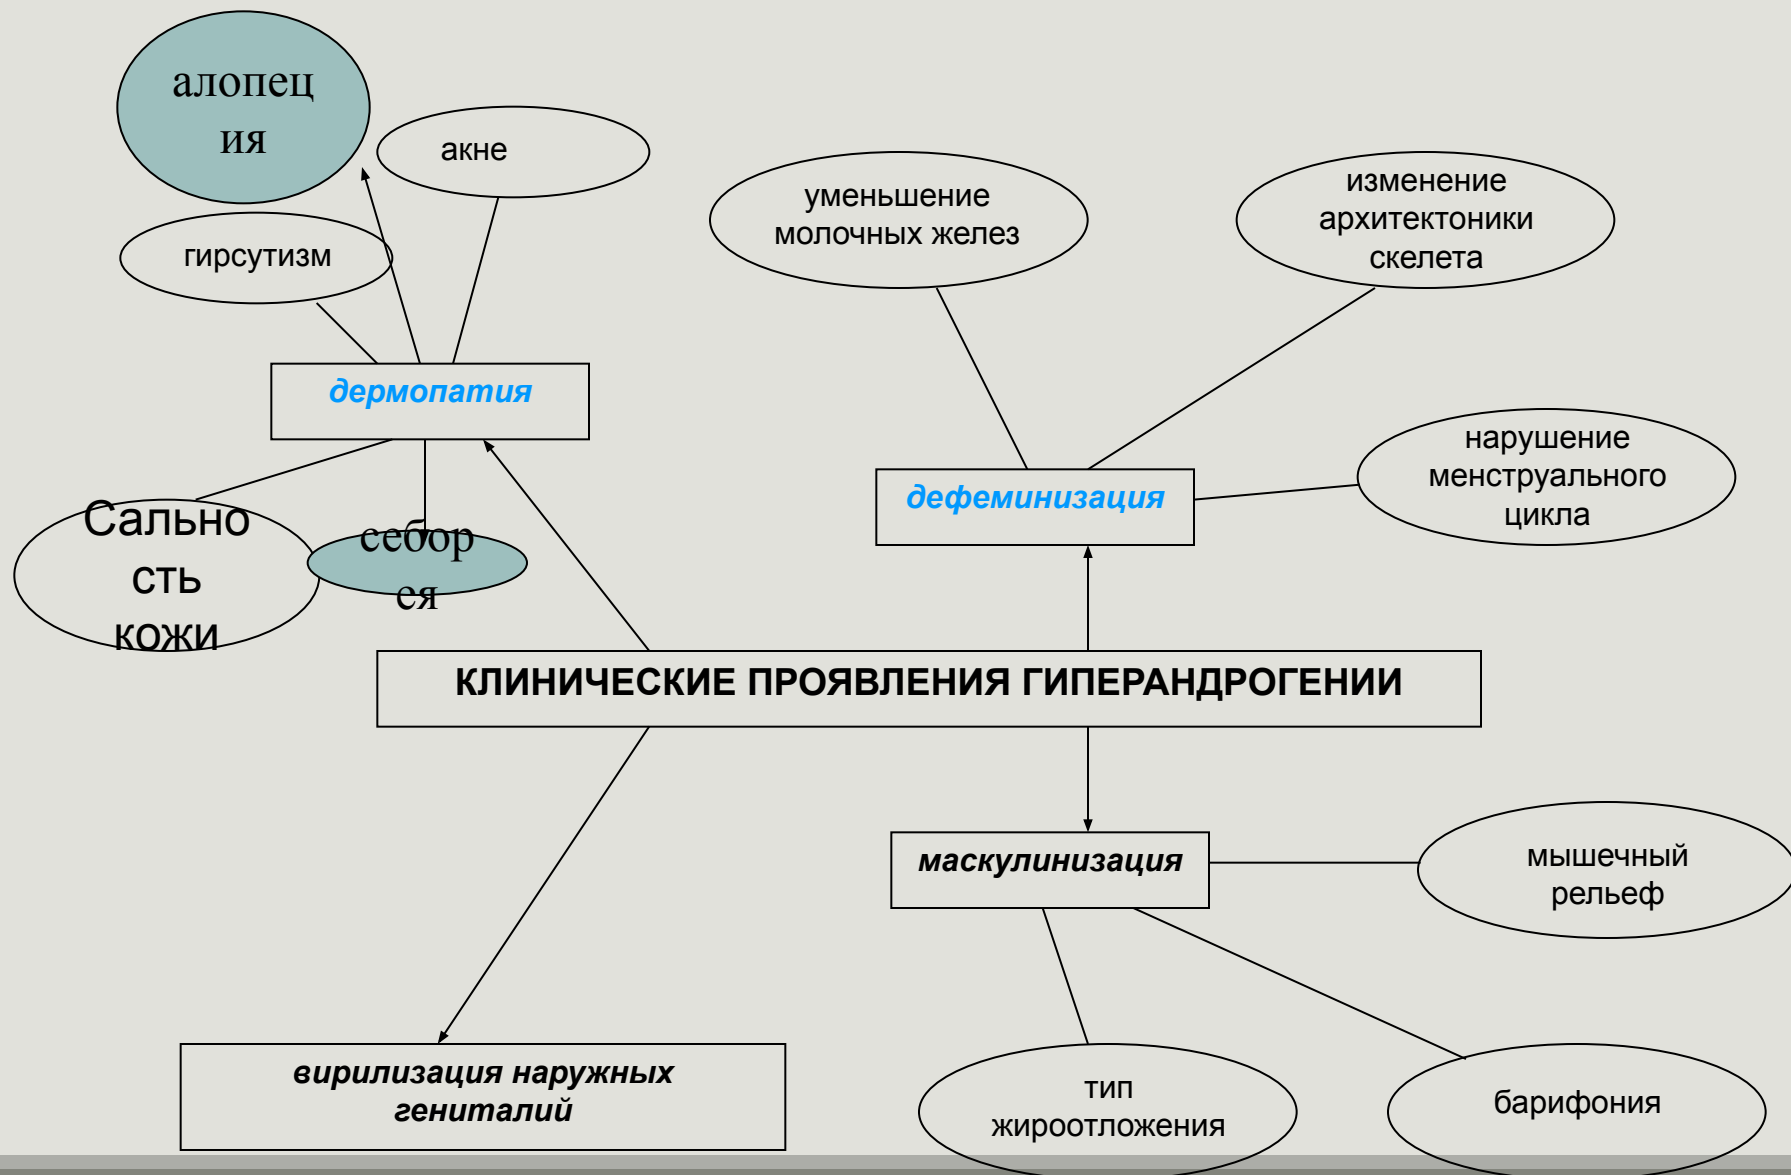 алопец
ия
акне
гирсутизм
уменьшение
молочных желез
изменение
архитектоники
скелета
дермопатия
дефеминизация
нарушение
менструального
цикла
Сально
сть
кожи
себор
ея
КЛИНИЧЕСКИЕ ПРОЯВЛЕНИЯ ГИПЕРАНДРОГЕНИИ
маскулинизация
мышечный
рельеф
вирилизация наружных
гениталий
тип
жироотложения
барифония